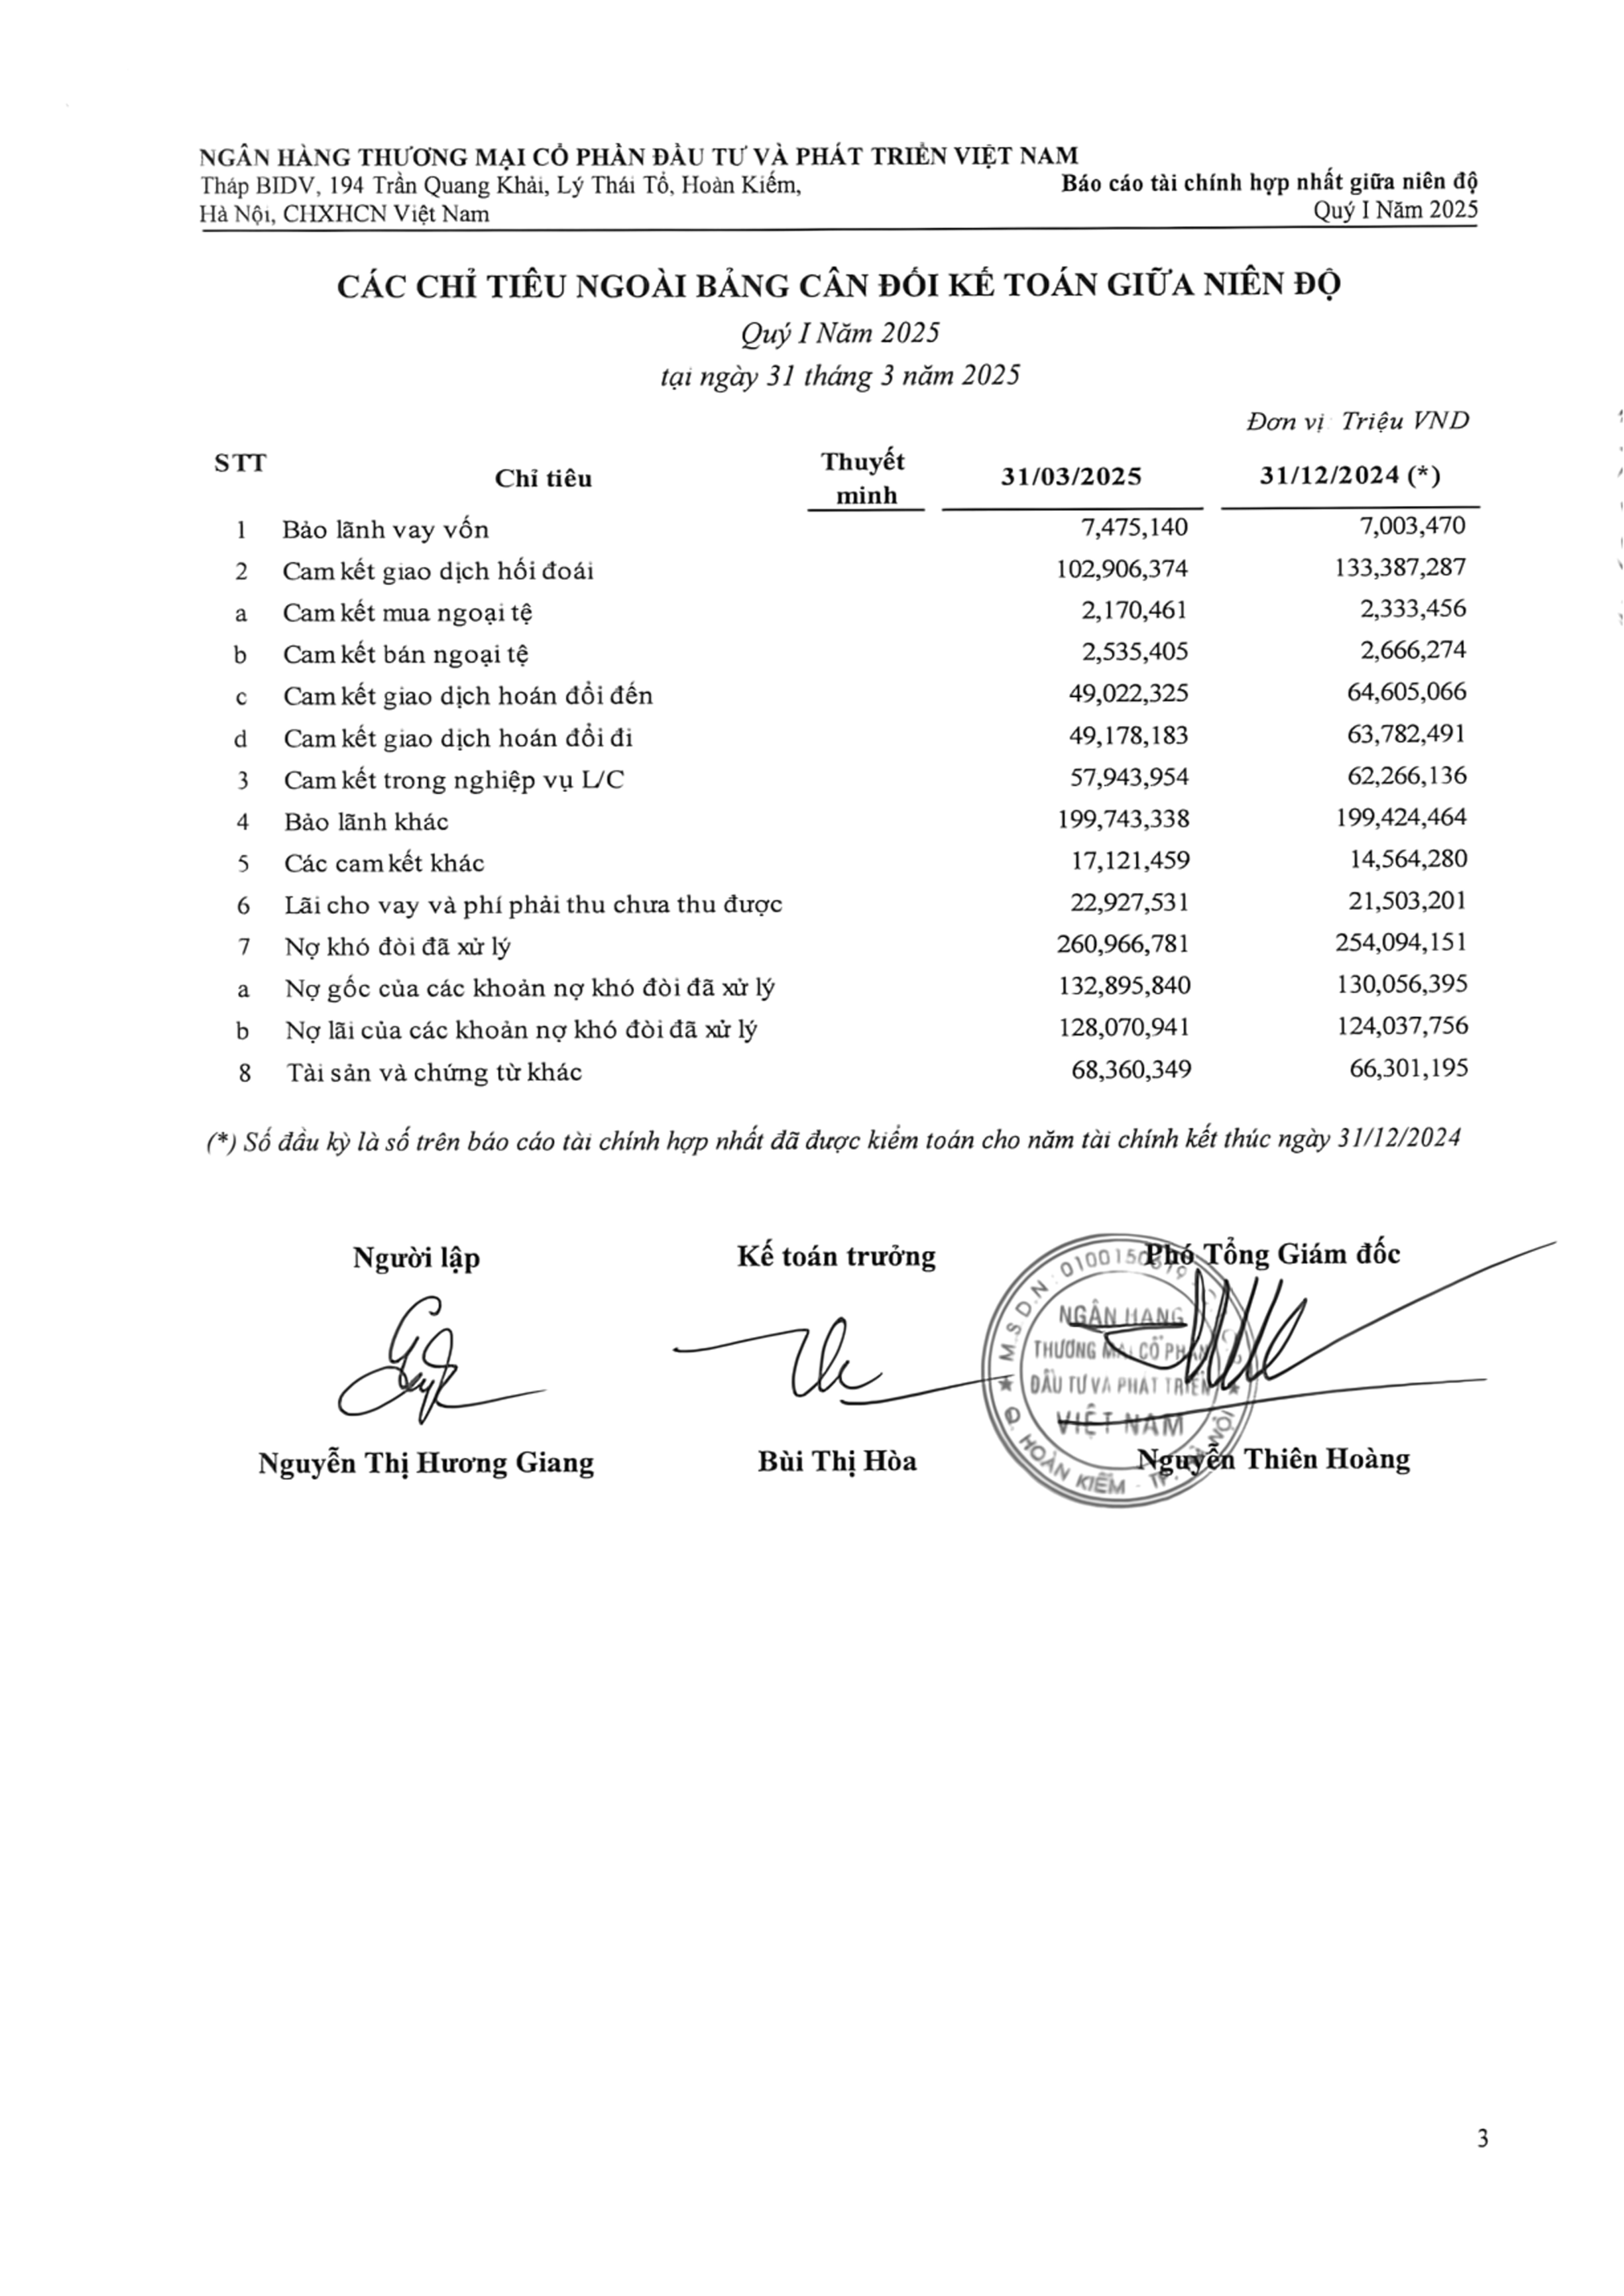 NGÂN HÀNG THƯƠNG MẠI CỔ PHẦN ĐẦU TƯ VÀ PHÁT TRIỂN VIỆT NAM
Tháp BIDV, 194 Trần Quang Khải, Lý Thái Tổ, Hoàn Kiếm,
Hà Nội, CHXHCN Việt Nam
Báo cáo tài chính hợp nhất giữa niên độ
Quý I Năm 2025
CÁC CHỈ TIÊU NGOÀI BẢNG CÂN ĐỐI KẾ TOÁN GIỮA NIÊN ĐỘ
Quý I Năm 2025
tại ngày 31 tháng 3 năm 2025
Đơn vị Triệu VND
STT Chỉ tiêu Thuyết minh 31/03/2025 31/12/2024 (*)
1 Bảo lãnh vay vốn 7,475,140 7,003,470
2 Cam kết giao dịch hối đoái 102,906,374 133,387,287
a Cam kết mua ngoại tệ 2,170,461 2,333,456
b Cam kết bán ngoại tệ 2,535,405 2,666,274
c Cam kết giao dịch hoán đổi đến 49,022,325 64,605,066
d Cam kết giao dịch hoán đổi đi 49,178,183 63,782,491
3 Cam kết trong nghiệp vụ L/C 57,943,954 62,266,136
4 Bảo lãnh khác 199,743,338 199,424,464
5 Các cam kết khác 17,121,459 14,564,280
6 Lãi cho vay và phí phải thu chưa thu được 22,927,531 21,503,201
7 Nợ khó đòi đã xử lý 260,966,781 254,094,151
a Nợ gốc của các khoản nợ khó đòi đã xử lý 132,895,840 130,056,395
b Nợ lãi của các khoản nợ khó đòi đã xử lý 128,070,941 124,037,756
8 Tài sản và chứng từ khác 68,360,349 66,301,195
(*) Số đầu kỳ là số trên báo cáo tài chính hợp nhất đã được kiểm toán cho năm tài chính kết thúc ngày 31/12/2024
Người lập Kế toán trưởng Phó Tổng Giám đốc
M.S.D.N: 0100150619
NGÂN HÀNG
THƯƠNG MẠI CỔ PHẦN
ĐẦU TƯ VÀ PHÁT TRIỂN
VIỆT NAM
Q. HOÀN KIẾM - TP. HÀ NỘI
Nguyễn Thị Hương Giang Bùi Thị Hòa Nguyễn Thiên Hoàng
3